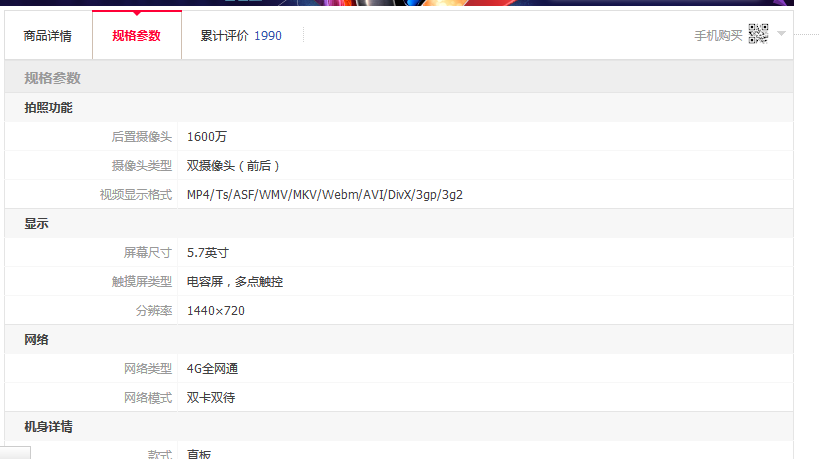 商品详情 规格参数 累计评价 1990 手机购买
规格参数
拍照功能
后置摄像头 1600万
摄像头类型 双摄像头（前后）
视频显示格式 MP4/Ts/ASF/WMV/MKV/Webm/AVI/DivX/3gp/3g2
显示
屏幕尺寸 5.7英寸
触摸屏类型 电容屏，多点触控
分辨率 1440×720
网络
网络类型 4G全网通
网络模式 双卡双待
机身详情
款式 直板